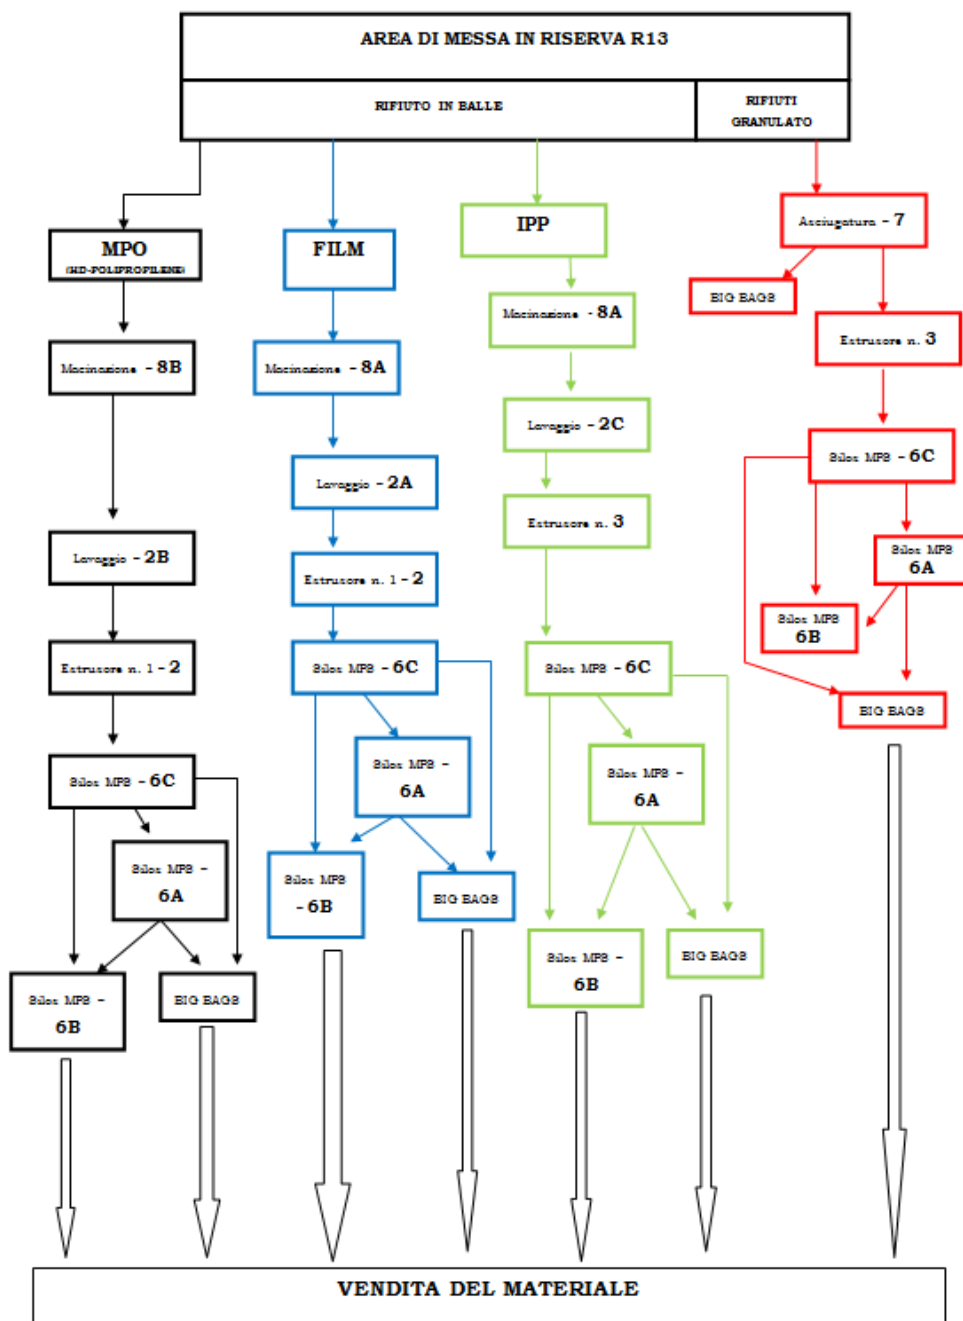 AREA DI MESSA IN RISERVA R13
RIFIUTO IN BALLE
RIFIUTI
GRANULATO
MPO
(HD-POLIPROPILENE)
Macinazione - 8B
Lavaggio - 2B
Estrusore n. 1 - 2
Silos MPS - 6C
Silos MPS -
6A
Silos MPS -
6B
BIG BAGS
FILM
Macinazione - 8A
Lavaggio - 2A
Estrusore n. 1 - 2
Silos MPS - 6C
Silos MPS -
6A
Silos MPS
- 6B
BIG BAGS
IPP
Macinazione - 8A
Lavaggio - 2C
Estrusore n. 3
Silos MPS - 6C
Silos MPS -
6A
Silos MPS -
6B
BIG BAGS
Asciugatura - 7
BIG BAGS
Estrusore n. 3
Silos MPS - 6C
Silos MPS
6A
Silos MPS
6B
BIG BAGS
VENDITA DEL MATERIALE